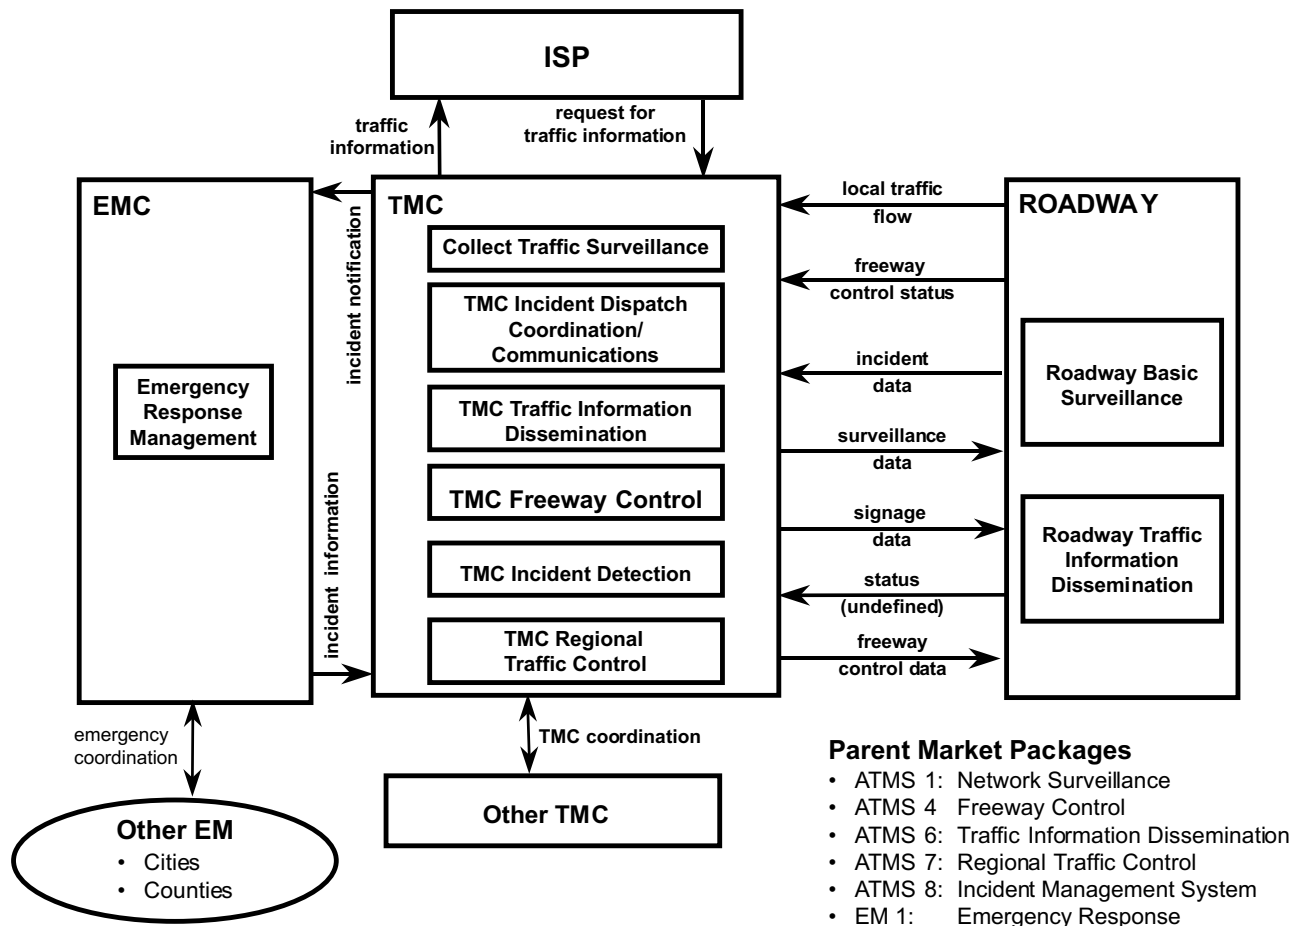 ISP
traffic
information
request for
traffic information
EMC
Emergency
Response
Management
incident notification
incident information
TMC
Collect Traffic Surveillance
TMC Incident Dispatch
Coordination/
Communications
TMC Traffic Information
Dissemination
TMC Freeway Control
TMC Incident Detection
TMC Regional
Traffic Control
local traffic
flow
freeway
control status
incident
data
surveillance
data
signage
data
status
(undefined)
freeway
control data
ROADWAY
Roadway Basic
Surveillance
Roadway Traffic
Information
Dissemination
emergency
coordination
Other EM
• Cities
• Counties
TMC coordination
Other TMC
Parent Market Packages
• ATMS 1: Network Surveillance
• ATMS 4 Freeway Control
• ATMS 6: Traffic Information Dissemination
• ATMS 7: Regional Traffic Control
• ATMS 8: Incident Management System
• EM 1: Emergency Response